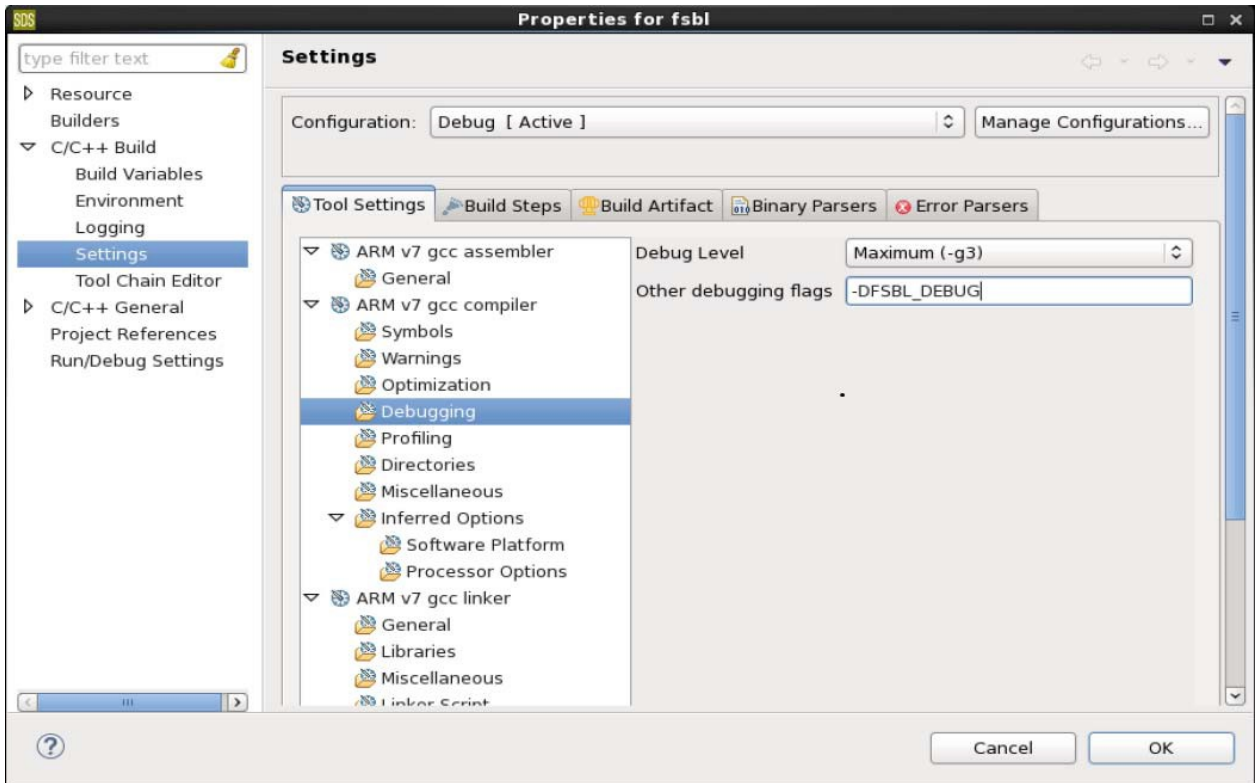 SDS
Properties for fsbl
type filter text
Resource
Builders
C/C++ Build
Build Variables
Environment
Logging
Settings
Tool Chain Editor
C/C++ General
Project References
Run/Debug Settings
Settings
Configuration:
Debug [ Active ]
Manage Configurations...
Tool Settings
Build Steps
Build Artifact
Binary Parsers
Error Parsers
ARM v7 gcc assembler
General
ARM v7 gcc compiler
Symbols
Warnings
Optimization
Debugging
Profiling
Directories
Miscellaneous
Inferred Options
Software Platform
Processor Options
ARM v7 gcc linker
General
Libraries
Miscellaneous
Linker Script
Debug Level
Maximum (-g3)
Other debugging flags
-DFSBL_DEBUG
Cancel
OK